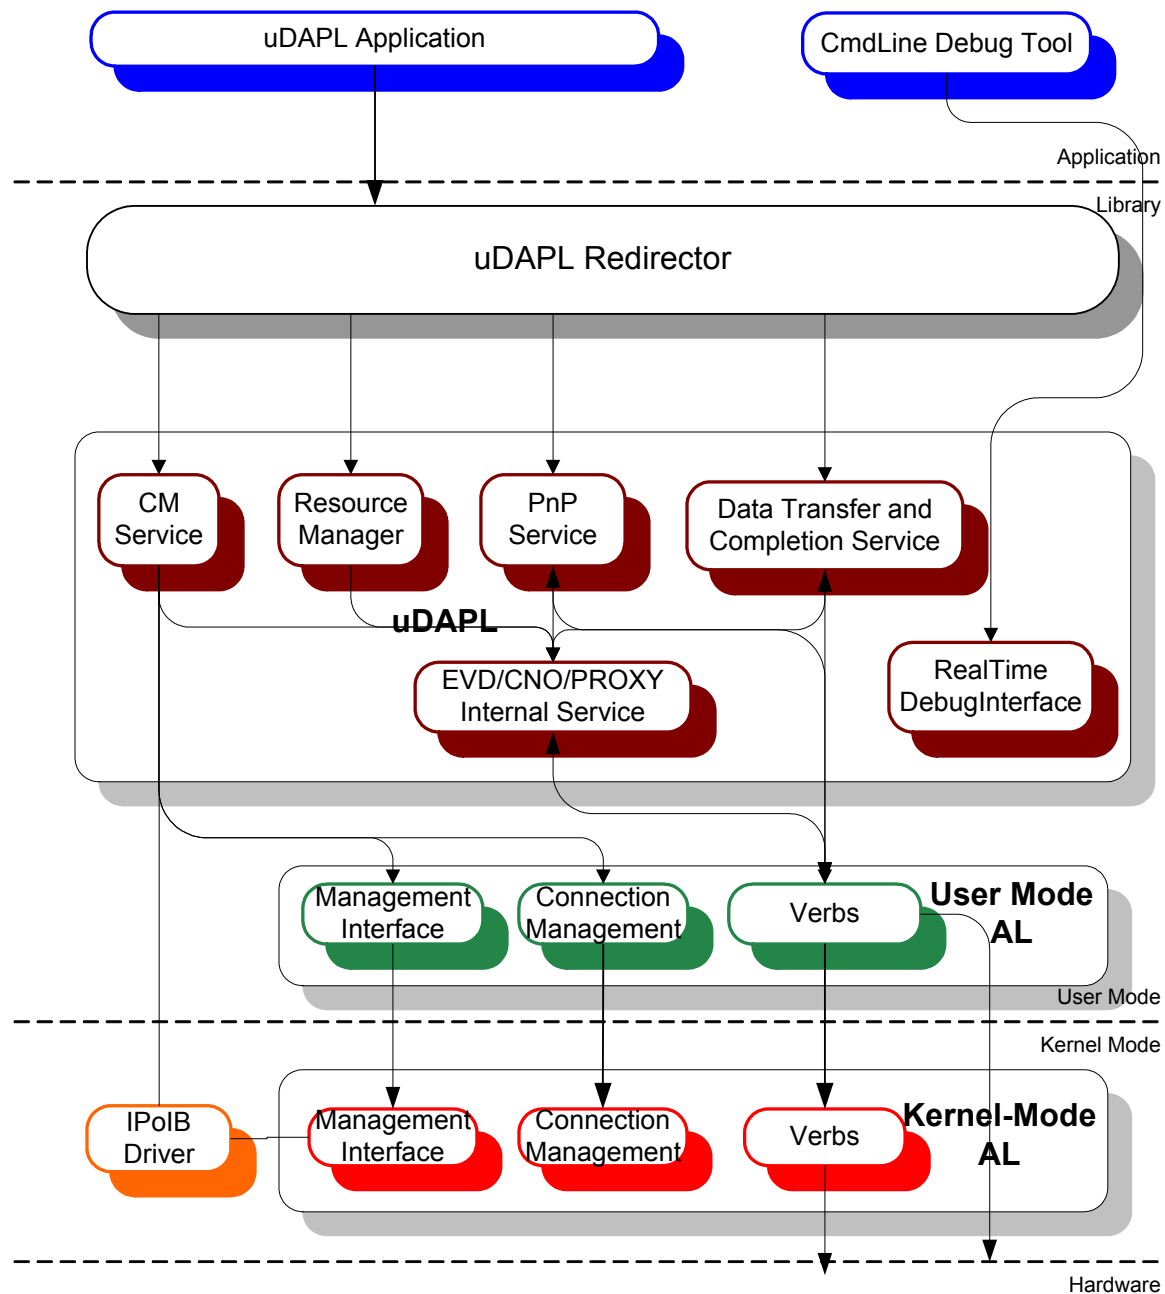 uDAPL Application
CmdLine Debug Tool
Application
Library
uDAPL Redirector
CM
Service
Resource
Manager
PnP
Service
Data Transfer and
Completion Service
uDAPL
EVD/CNO/PROXY
Internal Service
RealTime
DebugInterface
Management
Interface
Connection
Management
Verbs
User Mode
AL
User Mode
Kernel Mode
IPoIB
Driver
Management
Interface
Connection
Management
Verbs
Kernel-Mode
AL
Hardware